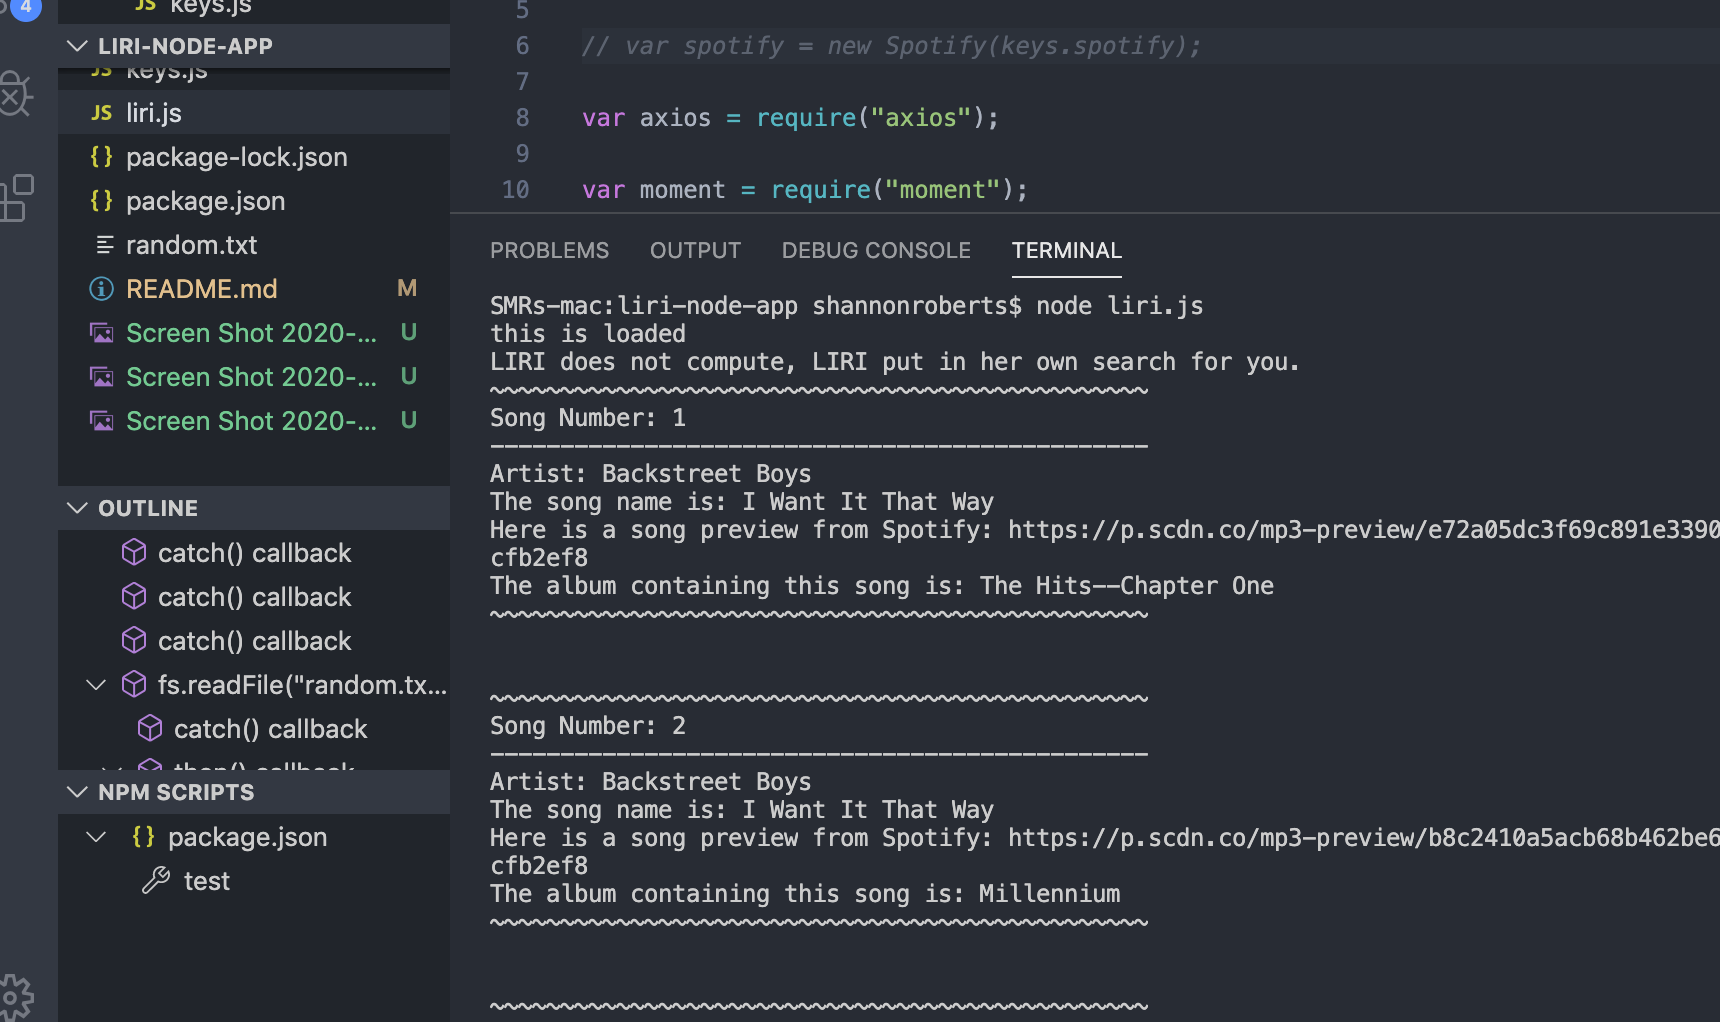 4
JS keys.js
LIRI-NODE-APP
JS keys.js
JS liri.js
{} package-lock.json
{} package.json
random.txt
README.md M
Screen Shot 2020-... U
Screen Shot 2020-... U
Screen Shot 2020-... U
OUTLINE
catch() callback
catch() callback
catch() callback
fs.readFile("random.tx...
catch() callback
then() callback
NPM SCRIPTS
{} package.json
test
5
6 // var spotify = new Spotify(keys.spotify);
7
8 var axios = require("axios");
9
10 var moment = require("moment");
PROBLEMS OUTPUT DEBUG CONSOLE TERMINAL
SMRs-mac:liri-node-app shannonroberts$ node liri.js
this is loaded
LIRI does not compute, LIRI put in her own search for you.
~~~~~~~~~~~~~~~~~~~~~~~~~~~~~~~~~~~~~~~~~~~~~~~
Song Number: 1
-----------------------------------------------
Artist: Backstreet Boys
The song name is: I Want It That Way
Here is a song preview from Spotify: https://p.scdn.co/mp3-preview/e72a05dc3f69c891e3390
cfb2ef8
The album containing this song is: The Hits--Chapter One
~~~~~~~~~~~~~~~~~~~~~~~~~~~~~~~~~~~~~~~~~~~~~~~
~~~~~~~~~~~~~~~~~~~~~~~~~~~~~~~~~~~~~~~~~~~~~~~
Song Number: 2
-----------------------------------------------
Artist: Backstreet Boys
The song name is: I Want It That Way
Here is a song preview from Spotify: https://p.scdn.co/mp3-preview/b8c2410a5acb68b462be6
cfb2ef8
The album containing this song is: Millennium
~~~~~~~~~~~~~~~~~~~~~~~~~~~~~~~~~~~~~~~~~~~~~~~
~~~~~~~~~~~~~~~~~~~~~~~~~~~~~~~~~~~~~~~~~~~~~~~